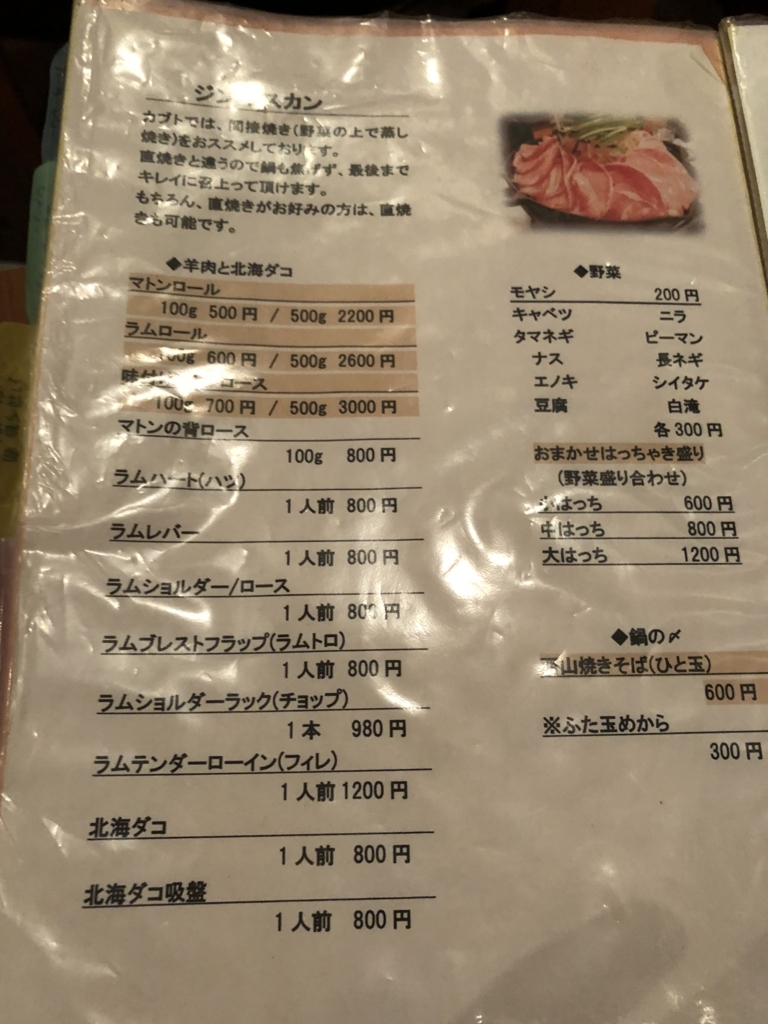 ジン スカン
カブトでは、間接焼き(野菜の上で蒸し
焼き)をおススメしております。
直焼きと違うので鍋も焦げず、最後まで
キレイに召上って頂けます。
もちろん、直焼きがお好みの方は、直焼
きも可能です。
◆羊肉と北海ダコ
マトンロール
100g 500円 / 500g 2200円
ラムロール
100g 600円 / 500g 2600円
味付け ロース
100g 700円 / 500g 3000円
マトンの背ロース
100g 800円
ラムハート(ハツ)
1人前 800円
ラムレバー
1人前 800円
ラムショルダー/ロース
1人前 800円
ラムブレストフラップ(ラムトロ)
1人前 800円
ラムショルダーラック(チョップ)
1本 980円
ラムテンダーローイン(フィレ)
1人前 1200円
北海ダコ
1人前 800円
北海ダコ吸盤
1人前 800円
◆野菜
モヤシ 200円
キャベツ ニラ
タマネギ ピーマン
ナス 長ネギ
エノキ シイタケ
豆腐 白滝
各300円
おまかせはっちゃき盛り
(野菜盛り合わせ)
小はっち 600円
中はっち 800円
大はっち 1200円
◆鍋の〆
山焼きそば(ひと玉)
600円
※ふた玉めから
300円